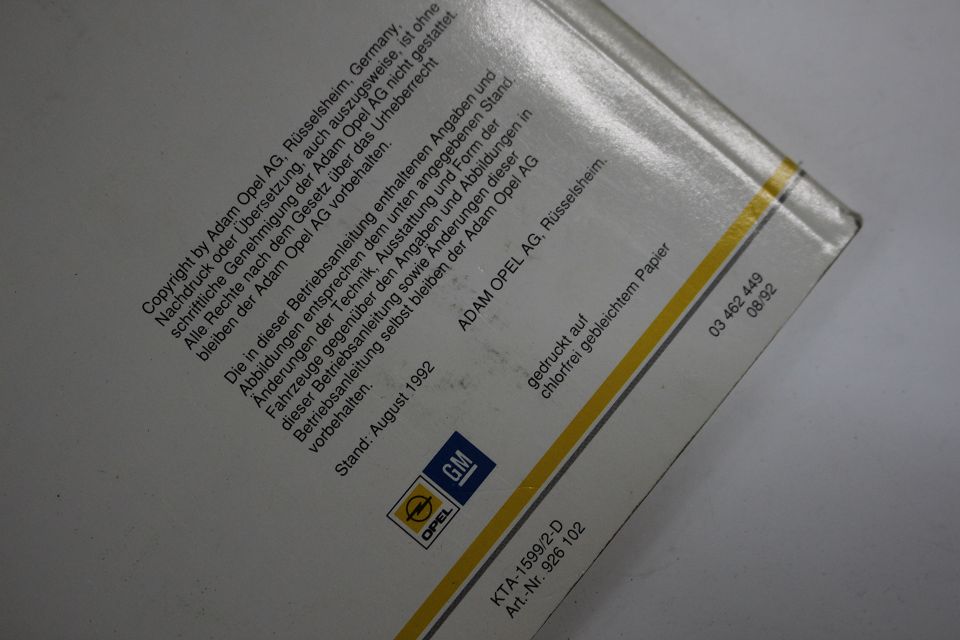 Copyright by Adam Opel AG, Rüsselsheim, Germany,
Nachdruck oder Übersetzung, auch auszugsweise, ist ohne
schriftliche Genehmigung der Adam Opel AG nicht gestattet.
Alle Rechte nach dem Gesetz über das Urheberrecht
bleiben der Adam Opel AG vorbehalten.
Die in dieser Betriebsanleitung enthaltenen Angaben und
Abbildungen entsprechen dem unten angegebenen Stand.
Änderungen der Technik, Ausstattung und Form der
Fahrzeuge gegenüber den Angaben und Abbildungen in
dieser Betriebsanleitung sowie Änderungen dieser
Betriebsanleitung selbst bleiben der Adam Opel AG
vorbehalten.
Stand: August 1992 ADAM OPEL AG, Rüsselsheim.
gedruckt auf
chlorfrei gebleichtem Papier
OPEL
GM
KTA-1599/2-D
Art.-Nr. 926 102
03 462 449
08/92